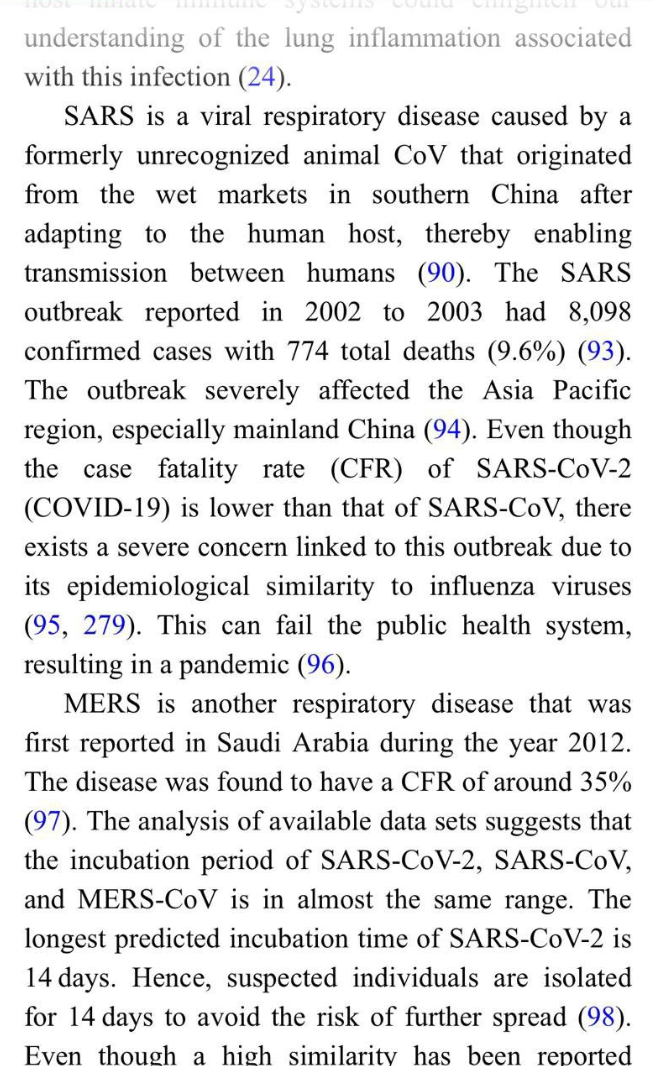 host innate immune systems could enlighten our
understanding of the lung inflammation associated
with this infection (24).
SARS is a viral respiratory disease caused by a
formerly unrecognized animal CoV that originated
from the wet markets in southern China after
adapting to the human host, thereby enabling
transmission between humans (90). The SARS
outbreak reported in 2002 to 2003 had 8,098
confirmed cases with 774 total deaths (9.6%) (93).
The outbreak severely affected the Asia Pacific
region, especially mainland China (94). Even though
the case fatality rate (CFR) of SARS-CoV-2
(COVID-19) is lower than that of SARS-CoV, there
exists a severe concern linked to this outbreak due to
its epidemiological similarity to influenza viruses
(95, 279). This can fail the public health system,
resulting in a pandemic (96).
MERS is another respiratory disease that was
first reported in Saudi Arabia during the year 2012.
The disease was found to have a CFR of around 35%
(97). The analysis of available data sets suggests that
the incubation period of SARS-CoV-2, SARS-CoV,
and MERS-CoV is in almost the same range. The
longest predicted incubation time of SARS-CoV-2 is
14 days. Hence, suspected individuals are isolated
for 14 days to avoid the risk of further spread (98).
Even though a high similarity has been reported